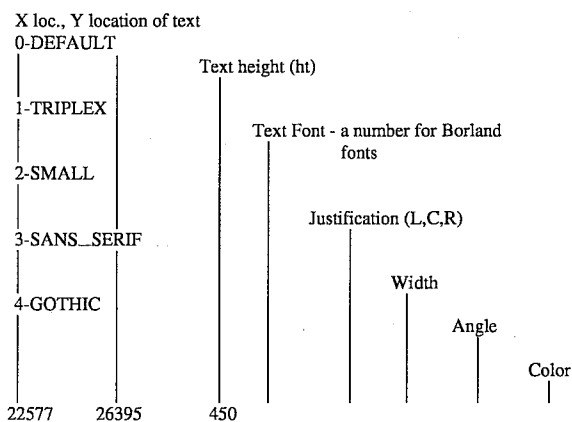 X loc., Y location of text
0-DEFAULT
Text height (ht)
1-TRIPLEX
Text Font - a number for Borland
fonts
2-SMALL
Justification (L,C,R)
3-SANS_SERIF
Width
4-GOTHIC
Angle
Color
22577 26395 450